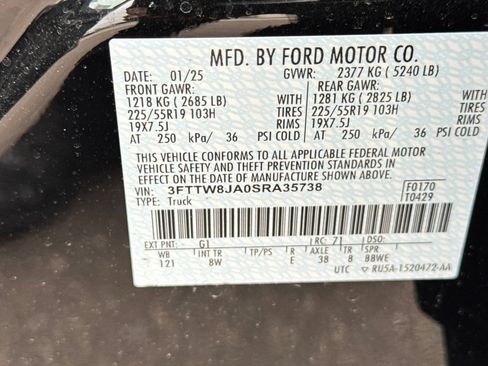 MFD. BY FORD MOTOR CO.
DATE: 01/25 GVWR: 2377 KG ( 5240 LB)
FRONT GAWR: REAR GAWR:
1218 KG ( 2685 LB) WITH 1281 KG ( 2825 LB) WITH
225/55R19 103H TIRES 225/55R19 103H TIRES
19X7.5J RIMS 19X7.5J RIMS
AT 250 kPa/ 36 PSI COLD AT 250 kPa/ 36 PSI COLD
THIS VEHICLE CONFORMS TO ALL APPLICABLE FEDERAL MOTOR
VEHICLE SAFETY AND THEFT PREVENTION STANDARDS IN
EFFECT ON THE DATE OF MANUFACTURE SHOWN ABOVE.
VIN: 3FTTW8JA0SRA35738 F0170
TYPE: Truck T0429
EXT PNT: G1 RC: 71 DSO:
WB INT TR TP/PS R AXLE TR SPR
121 8W E 38 8 BBWE
UTC ▽ RU5A-1520472-AA